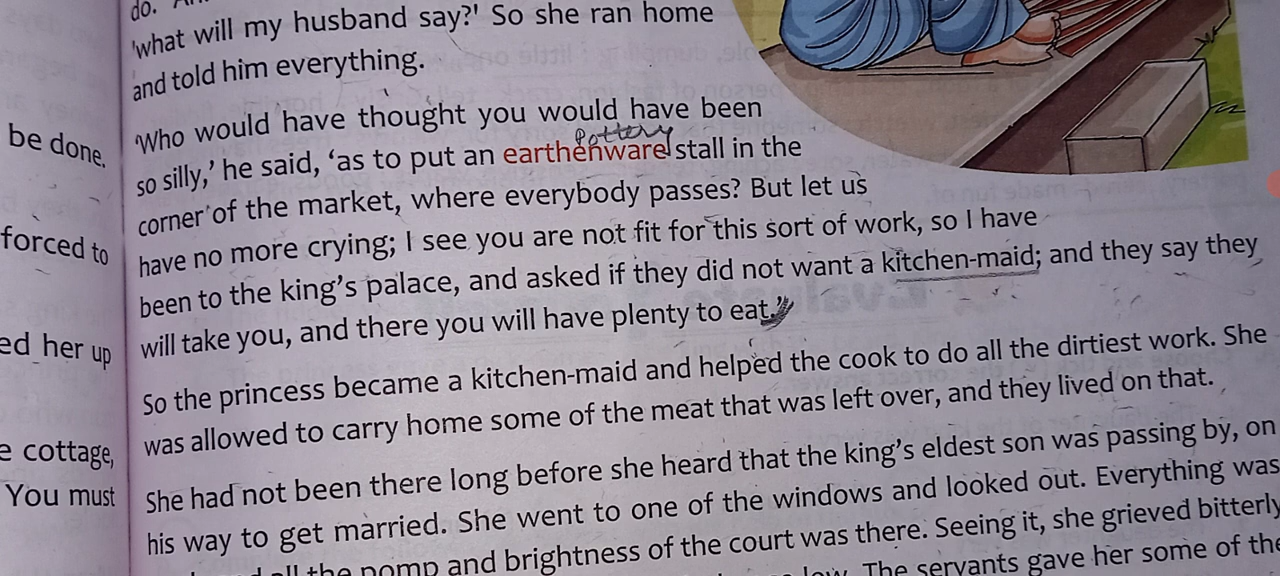 be done.
forced to
ed her up
e cottage,
You must
do.
'what will my husband say?' So she ran home
and told him everything.
'Who would have thought you would have been
Pottery
so silly,' he said, 'as to put an earthenware stall in the
corner of the market, where everybody passes? But let us
have no more crying; I see you are not fit for this sort of work, so I have
been to the king's palace, and asked if they did not want a kitchen-maid; and they say they
will take you, and there you will have plenty to eat.'
So the princess became a kitchen-maid and helped the cook to do all the dirtiest work. She
was allowed to carry home some of the meat that was left over, and they lived on that.
She had not been there long before she heard that the king's eldest son was passing by, on
his way to get married. She went to one of the windows and looked out. Everything was
all the pomp and brightness of the court was there. Seeing it, she grieved bitterly
low. The servants gave her some of the